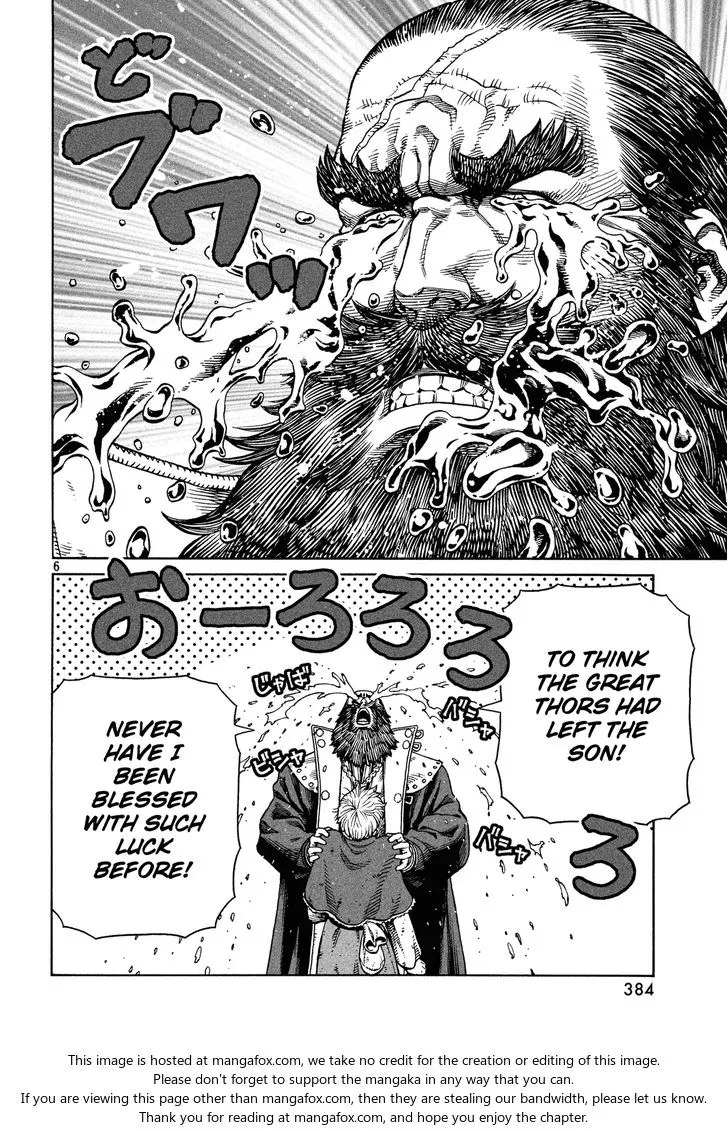 どブブヷッ
6
おーろろろ
TO THINK
THE GREAT
THORS HAD
LEFT THE
SON!
じゃば
バシャ
NEVER
HAVE I
BEEN
BLESSED
WITH SUCH
LUCK
BEFORE!
ビシャ
バシャ
ろ
384
This image is hosted at mangafox.com, we take no credit for the creation or editing of this image.
Please don't forget to support the mangaka in any way that you can.
If you are viewing this page other than mangafox.com, then they are stealing our bandwidth, please let us know.
Thank you for reading at mangafox.com, and hope you enjoy the chapter.